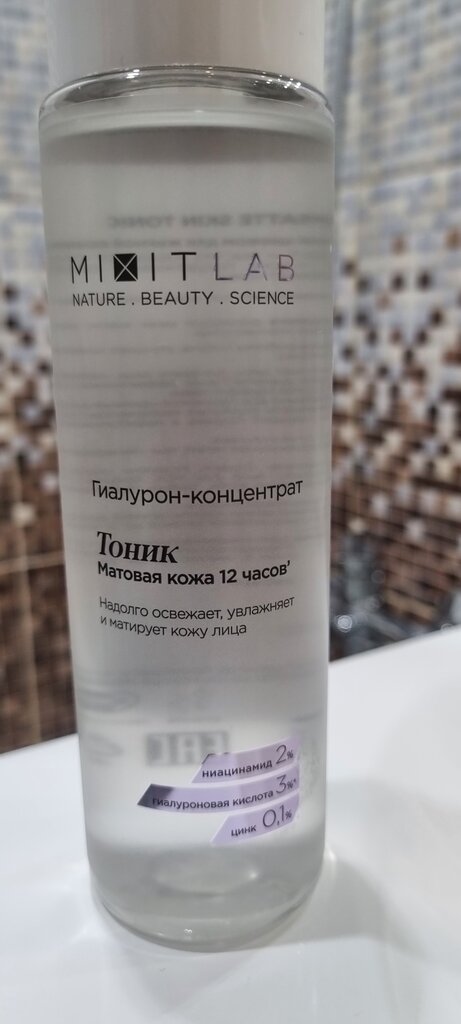 MIXIT LAB
NATURE . BEAUTY . SCIENCE
Гиалурон-концентрат
Тоник
Матовая кожа 12 часов*
Надолго освежает, увлажняет
и матирует кожу лица
ниацинамид 2%
гиалуроновая кислота 3%*
цинк 0,1%